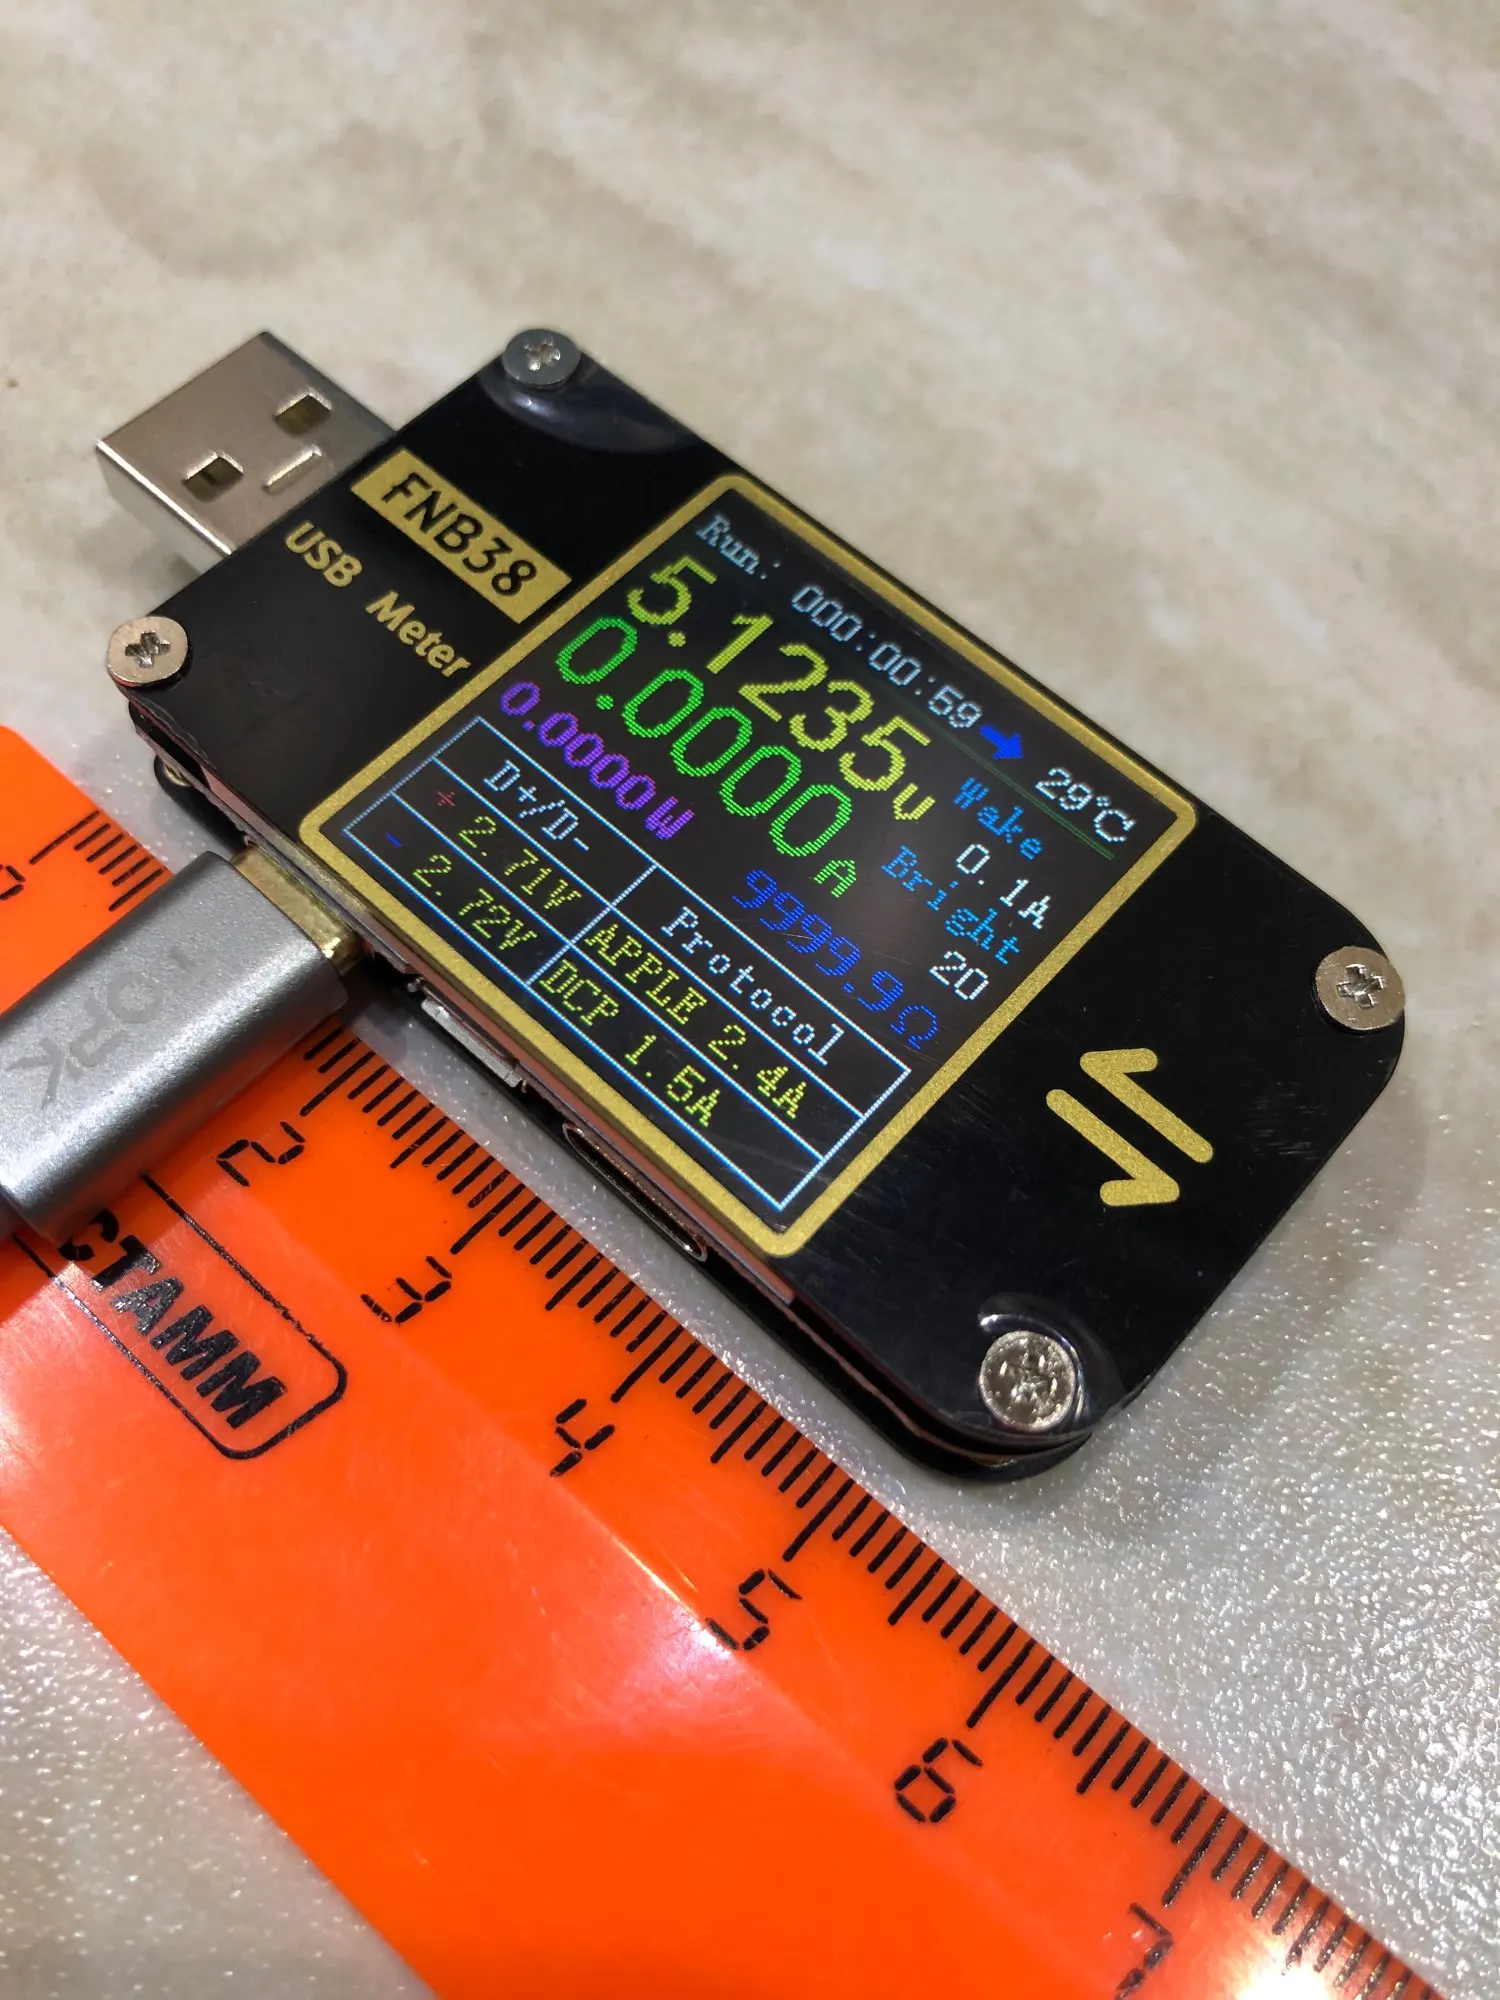 FNB38
USB Meter
Run: 000:00:59 29℃
5.1235V
0.0000A
0.0000W
9999.9Ω
Wake
0.1A
Bright
20
D+/D-
Protocol
+ 2.71V
APPLE 2.4A
- 2.72V
DCP 1.5A
СТАММ
0
2
3
4
5
6
7